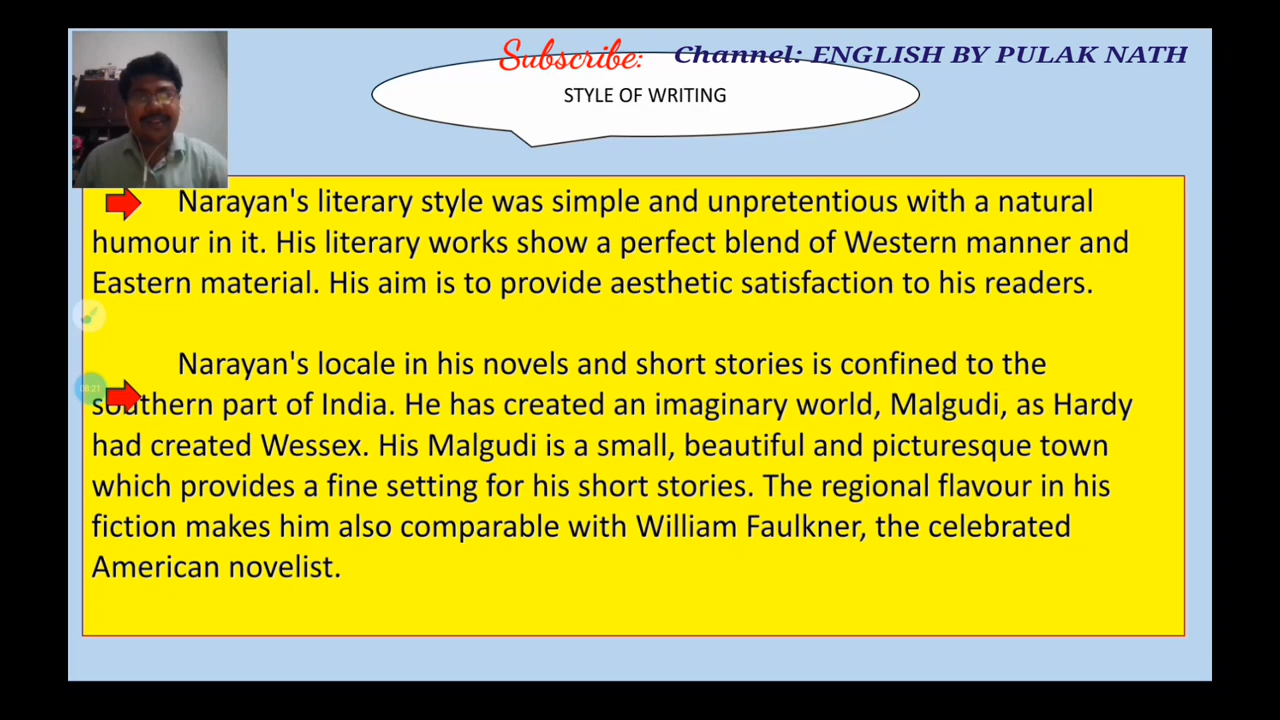 Subscribe: Channel: ENGLISH BY PULAK NATH
STYLE OF WRITING
Narayan's literary style was simple and unpretentious with a natural
humour in it. His literary works show a perfect blend of Western manner and
Eastern material. His aim is to provide aesthetic satisfaction to his readers.
Narayan's locale in his novels and short stories is confined to the
southern part of India. He has created an imaginary world, Malgudi, as Hardy
had created Wessex. His Malgudi is a small, beautiful and picturesque town
which provides a fine setting for his short stories. The regional flavour in his
fiction makes him also comparable with William Faulkner, the celebrated
American novelist.
08:21